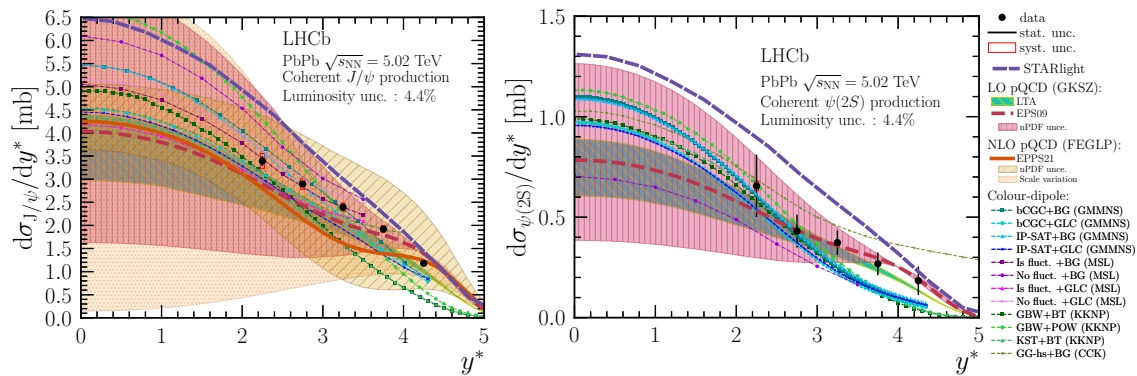 LHCb
PbPb √sNN = 5.02 TeV
Coherent J/ψ production
Luminosity unc. : 4.4%
dσJ/ψ/dy* [mb]
6.5
6.0
5.5
5.0
4.5
4.0
3.5
3.0
2.5
2.0
1.5
1.0
0.5
0.0
0 1 2 3 4 5
y*
LHCb
PbPb √sNN = 5.02 TeV
Coherent ψ(2S) production
Luminosity unc. : 4.4%
dσψ(2S)/dy* [mb]
1.5
1.0
0.5
0.0
0 1 2 3 4 5
y*
data
stat. unc.
syst. unc.
STARlight
LO pQCD (GKSZ):
LTA
EPS09
nPDF unce.
NLO pQCD (FEGLP):
EPPS21
nPDF unce.
Scale variation
Colour-dipole:
bCGC+BG (GMMNS)
bCGC+GLC (GMMNS)
IP-SAT+BG (GMMNS)
IP-SAT+GLC (GMMNS)
Is fluct. +BG (MSL)
No fluct. +BG (MSL)
Is fluct. +GLC (MSL)
No fluct. +GLC (MSL)
GBW+BT (KKNP)
GBW+POW (KKNP)
KST+BT (KKNP)
GG-hs+BG (CCK)